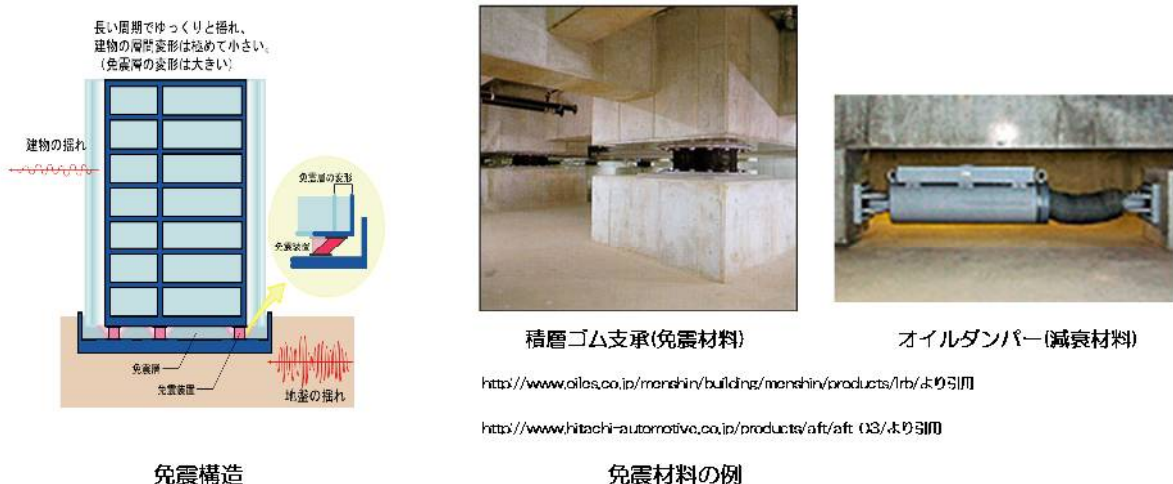 長い周期でゆっくりと揺れ、
建物の層間変形は極めて小さい。
(免震層の変形は大きい)
建物の揺れ
免震層の変形
免震装置
免震層
免震装置
地盤の揺れ
免震構造
積層ゴム支承(免震材料)
オイルダンパー(減衰材料)
http://www.oiles.co.jp/menshin/building/menshin/products/lrb/より引用
http://www.hitachi-automotive.co.jp/products/aft/aft_03/より引用
免震材料の例